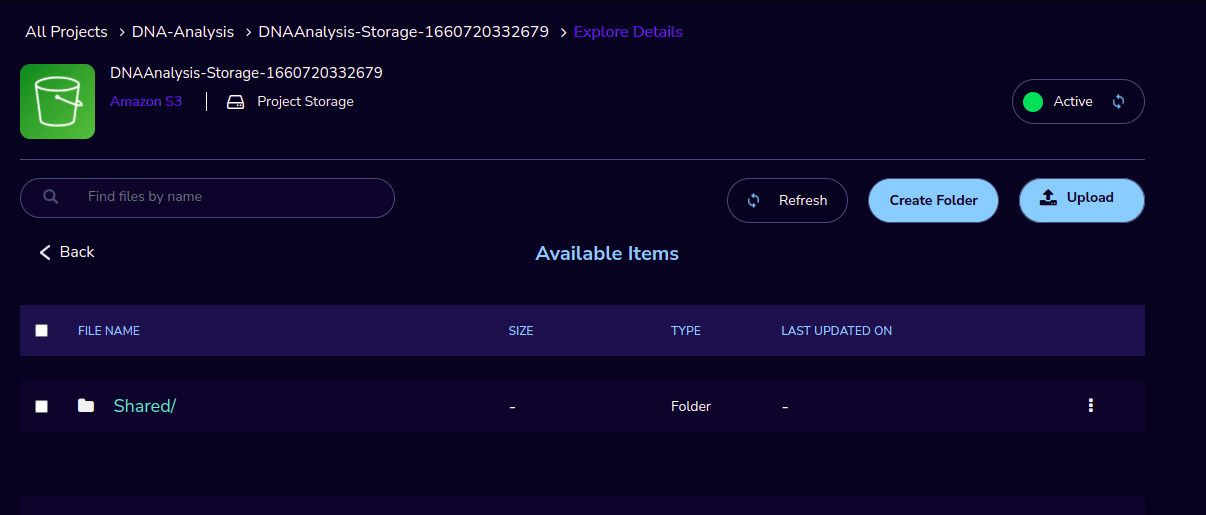 All Projects > DNA-Analysis > DNAAnalysis-Storage-1660720332679 > Explore Details
DNAAnalysis-Storage-1660720332679
Amazon S3 Project Storage
Active
Find files by name
Refresh
Create Folder
Upload
Back
Available Items
FILE NAME SIZE TYPE LAST UPDATED ON
Shared/ - Folder -